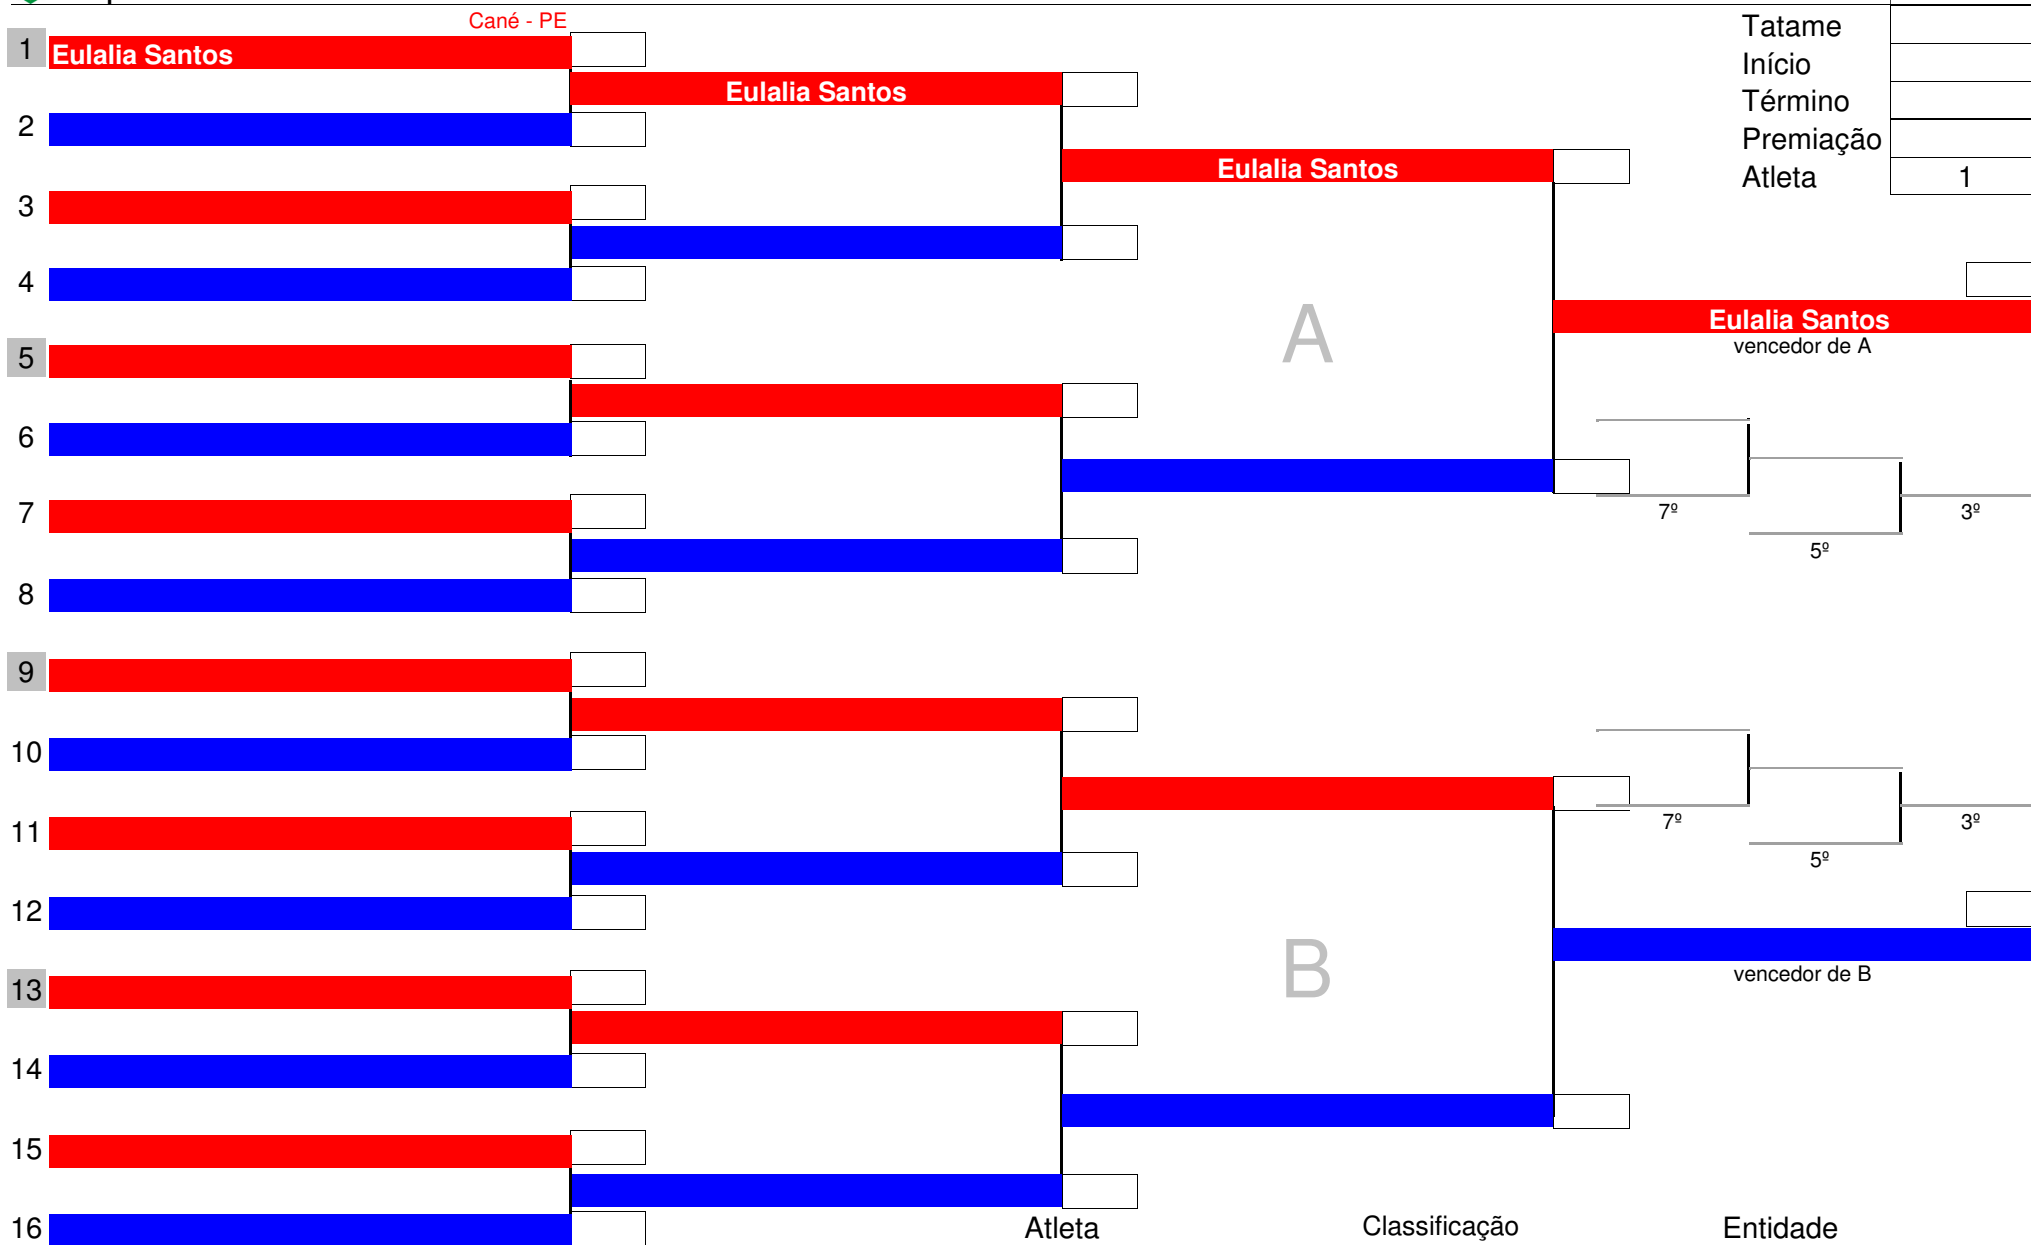 Cané - PE
Tatame
1 Eulalia Santos
Início
Eulalia Santos
Término
2
Premiação
Eulalia Santos
Atleta 1
3
4
A
Eulalia Santos
vencedor de A
5
6
7
7º
3º
5º
8
9
10
11
7º
3º
5º
12
B
vencedor de B
13
14
15
16
Atleta Classificação Entidade